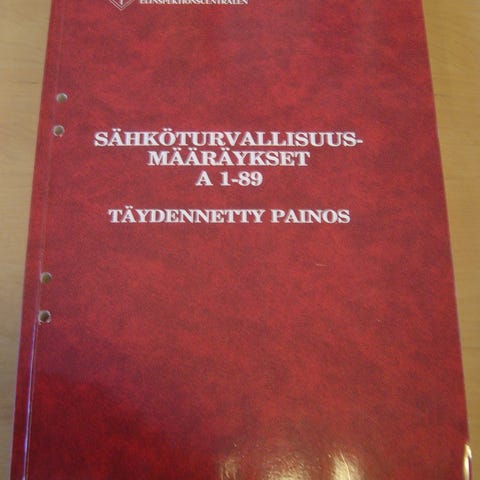 ELINSPEKTIONSCENTRALEN
SÄHKÖTURVALLISUUS-
MÄÄRÄYKSET
A 1-89
TÄYDENNETTY PAINOS